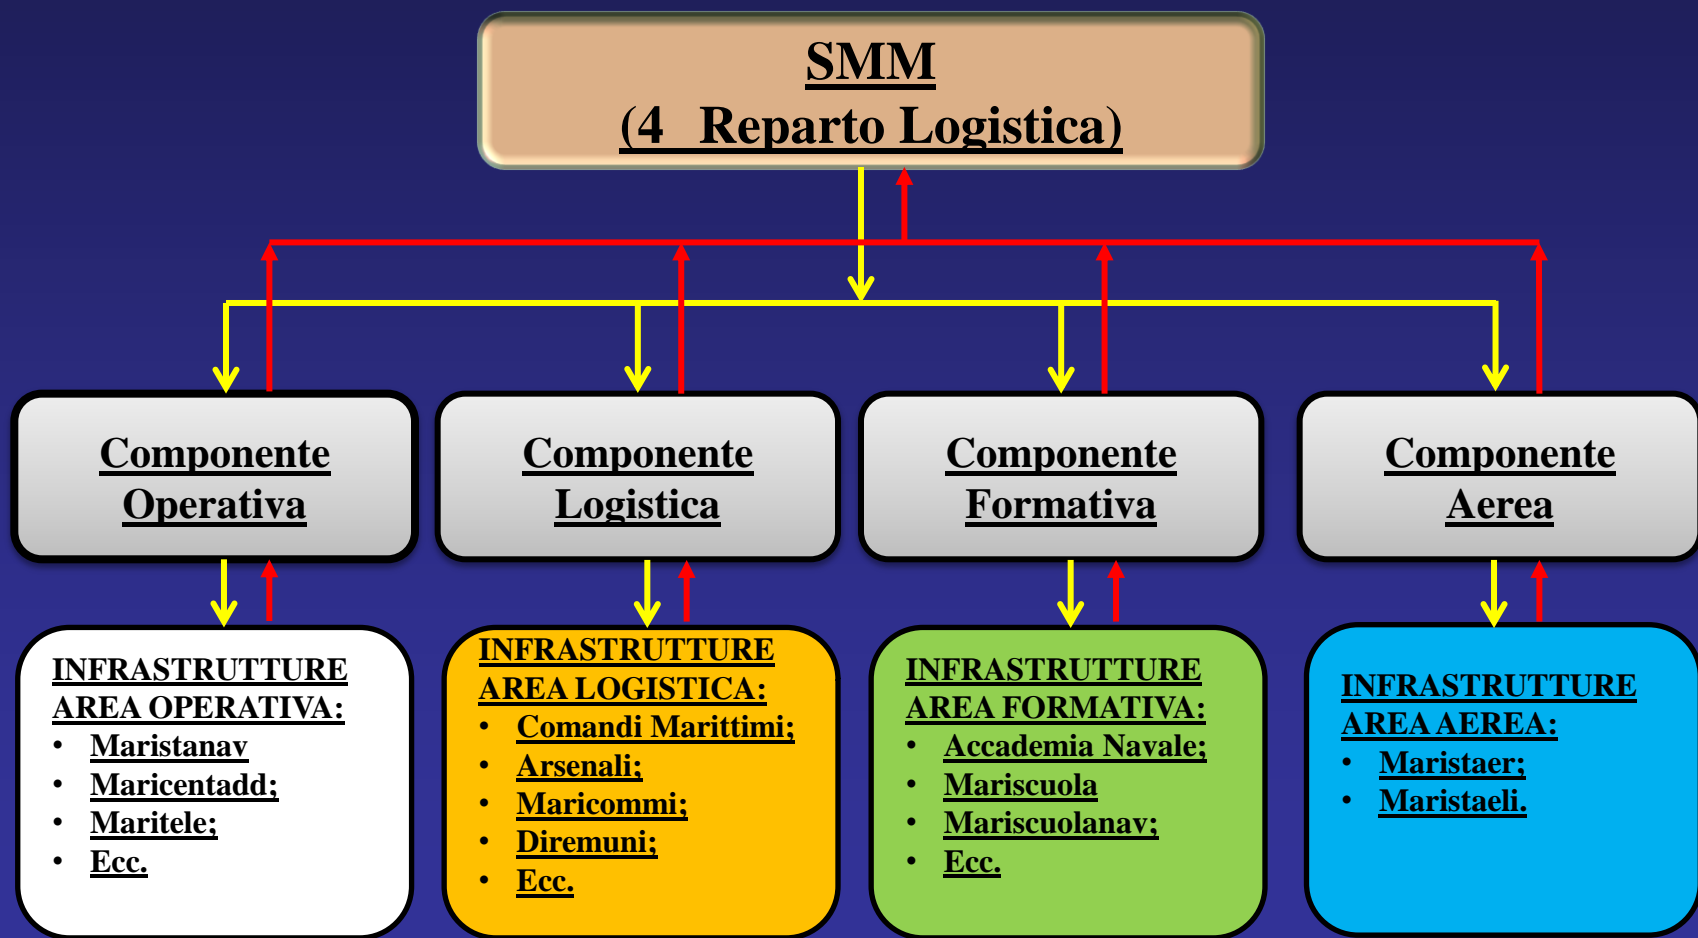 SMM
(4 Reparto Logistica)
Componente
Operativa
Componente
Logistica
Componente
Formativa
Componente
Aerea
INFRASTRUTTURE
AREA OPERATIVA:
• Maristanav
• Maricentadd;
• Maritele;
• Ecc.
INFRASTRUTTURE
AREA LOGISTICA:
• Comandi Marittimi;
• Arsenali;
• Maricommi;
• Diremuni;
• Ecc.
INFRASTRUTTURE
AREA FORMATIVA:
• Accademia Navale;
• Mariscuola
• Mariscuolanav;
• Ecc.
INFRASTRUTTURE
AREA AEREA:
• Maristaer;
• Maristaeli.